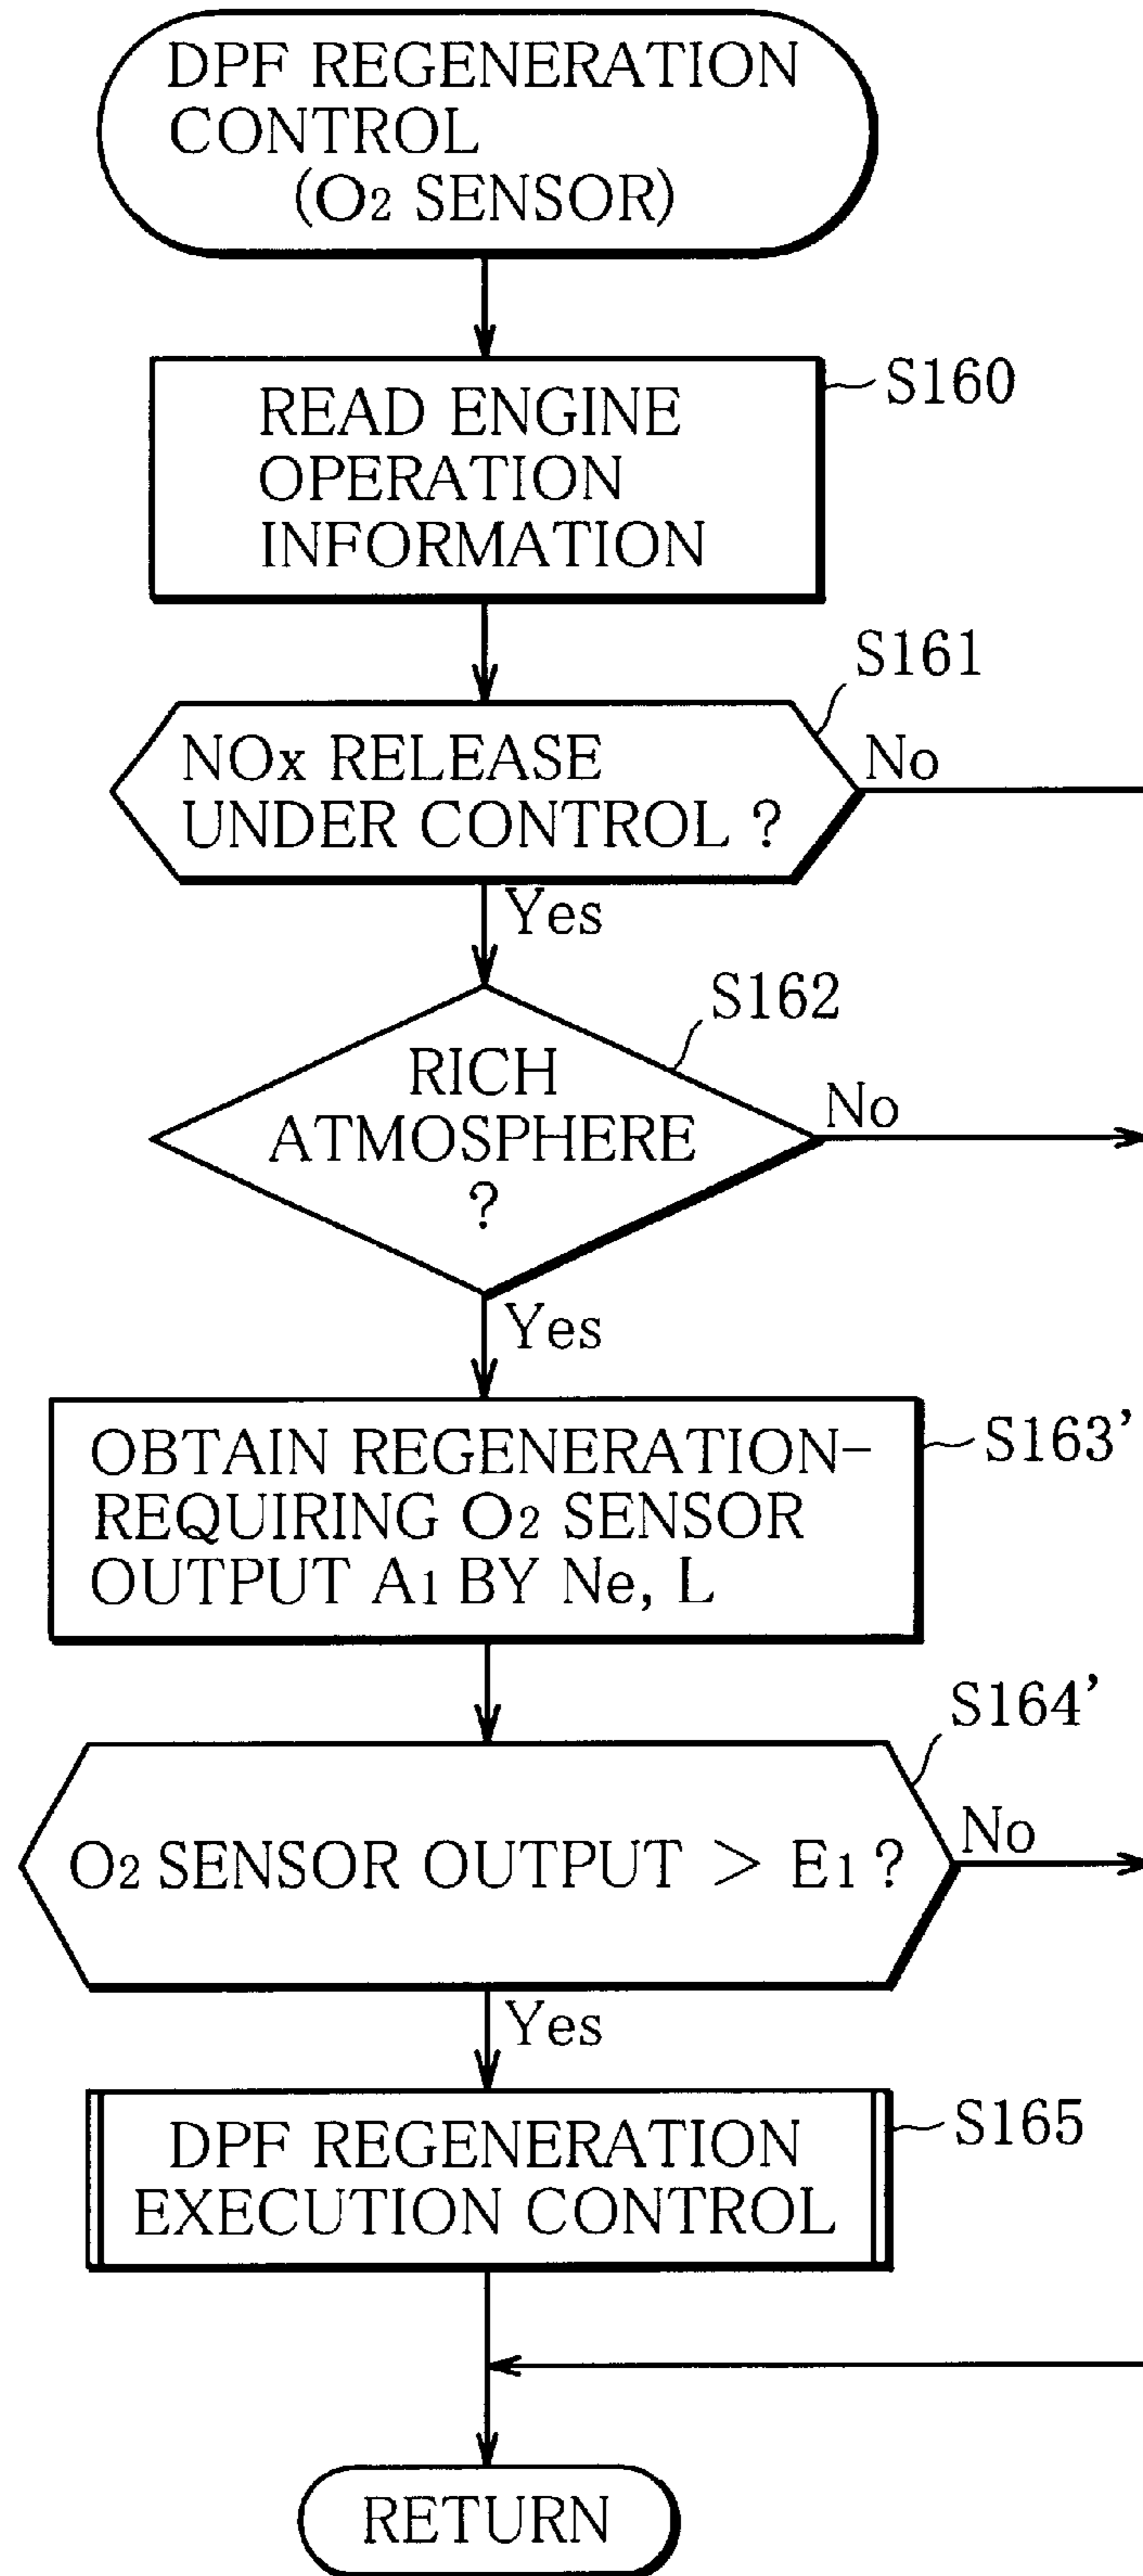 DPF REGENERATION
CONTROL
(O2 SENSOR)
READ ENGINE
OPERATION
INFORMATION
S160
NOx RELEASE
UNDER CONTROL ?
S161
No
Yes
RICH
ATMOSPHERE
?
S162
No
Yes
OBTAIN REGENERATION-
REQUIRING O2 SENSOR
OUTPUT A1 BY Ne, L
S163'
O2 SENSOR OUTPUT > E1 ?
S164'
No
Yes
DPF REGENERATION
EXECUTION CONTROL
S165
RETURN